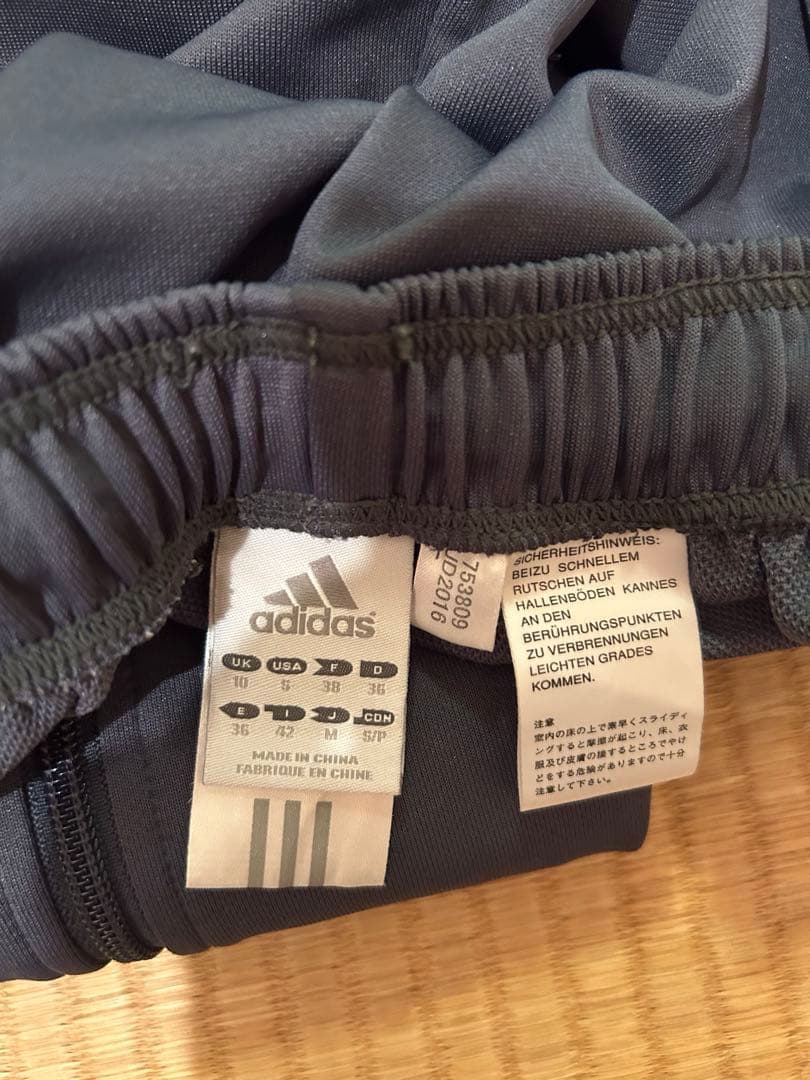 adidas
UK USA F D
10 S 38 36
E I J CDN
36 42 M S/P
MADE IN CHINA
FABRIQUE EN CHINE
753809
JD2016
SICHERHEITSHINWEIS:
BEIZU SCHNELLEM
RUTSCHEN AUF
HALLENBÖDEN KANNES
AN DEN
BERÜHRUNGSPUNKTEN
ZU VERBRENNUNGEN
LEICHTEN GRADES
KOMMEN.
注意
室内の床の上で素早くスライディ
ングすると摩擦が起こり、床、衣
服及び皮膚の接するところでやけ
どをする危険がありますので十分
注意して下さい。